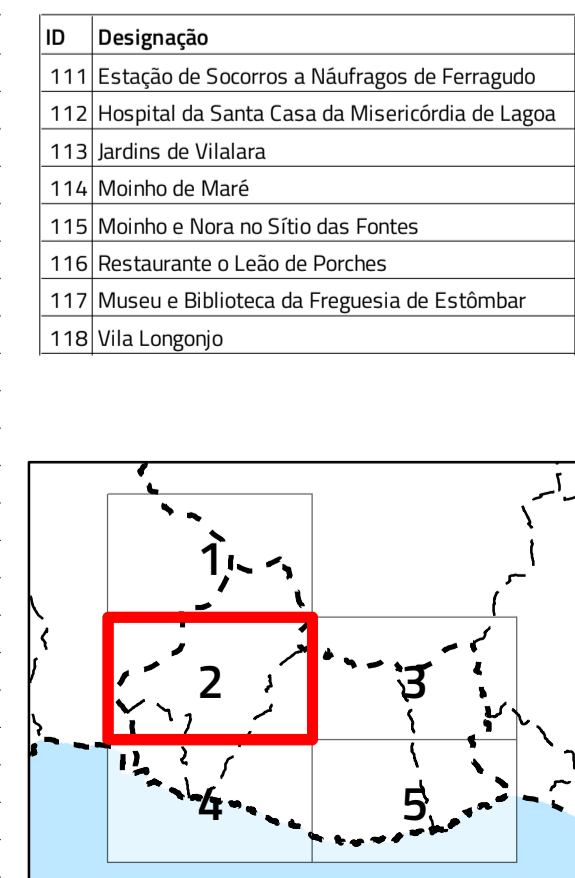 ID Designação
111 Estação de Socorros a Náufragos de Ferragudo
112 Hospital da Santa Casa da Misericórdia de Lagoa
113 Jardins de Vilalara
114 Moinho de Maré
115 Moinho e Nora no Sítio das Fontes
116 Restaurante o Leão de Porches
117 Museu e Biblioteca da Freguesia de Estômbar
118 Vila Longonjo
1
2 3
4 5